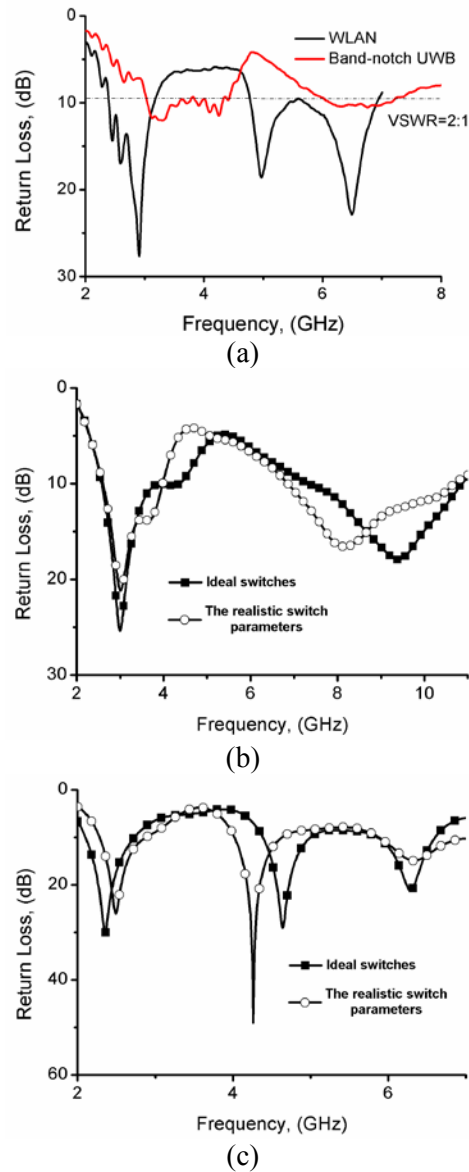 0
10
20
30
Return Loss, (dB)
WLAN
Band-notch UWB
VSWR=2:1
2
4
6
8
Frequency, (GHz)
(a)
0
10
20
30
Return Loss, (dB)
Ideal switches
The realistic switch
parameters
2
4
6
8
10
Frequency, (GHz)
(b)
0
20
40
60
Return Loss, (dB)
Ideal switches
The realistic switch
parameters
2
4
6
Frequency, (GHz)
(c)